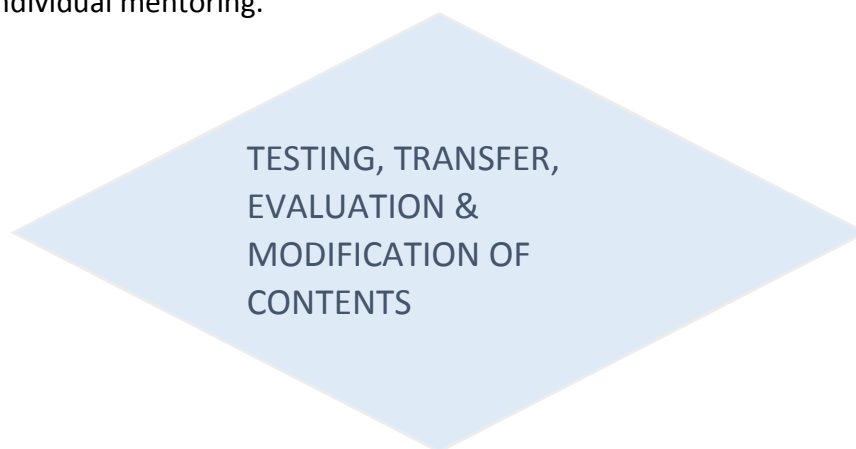 ndividual mentoring.
TESTING, TRANSFER,
EVALUATION &
MODIFICATION OF
CONTENTS